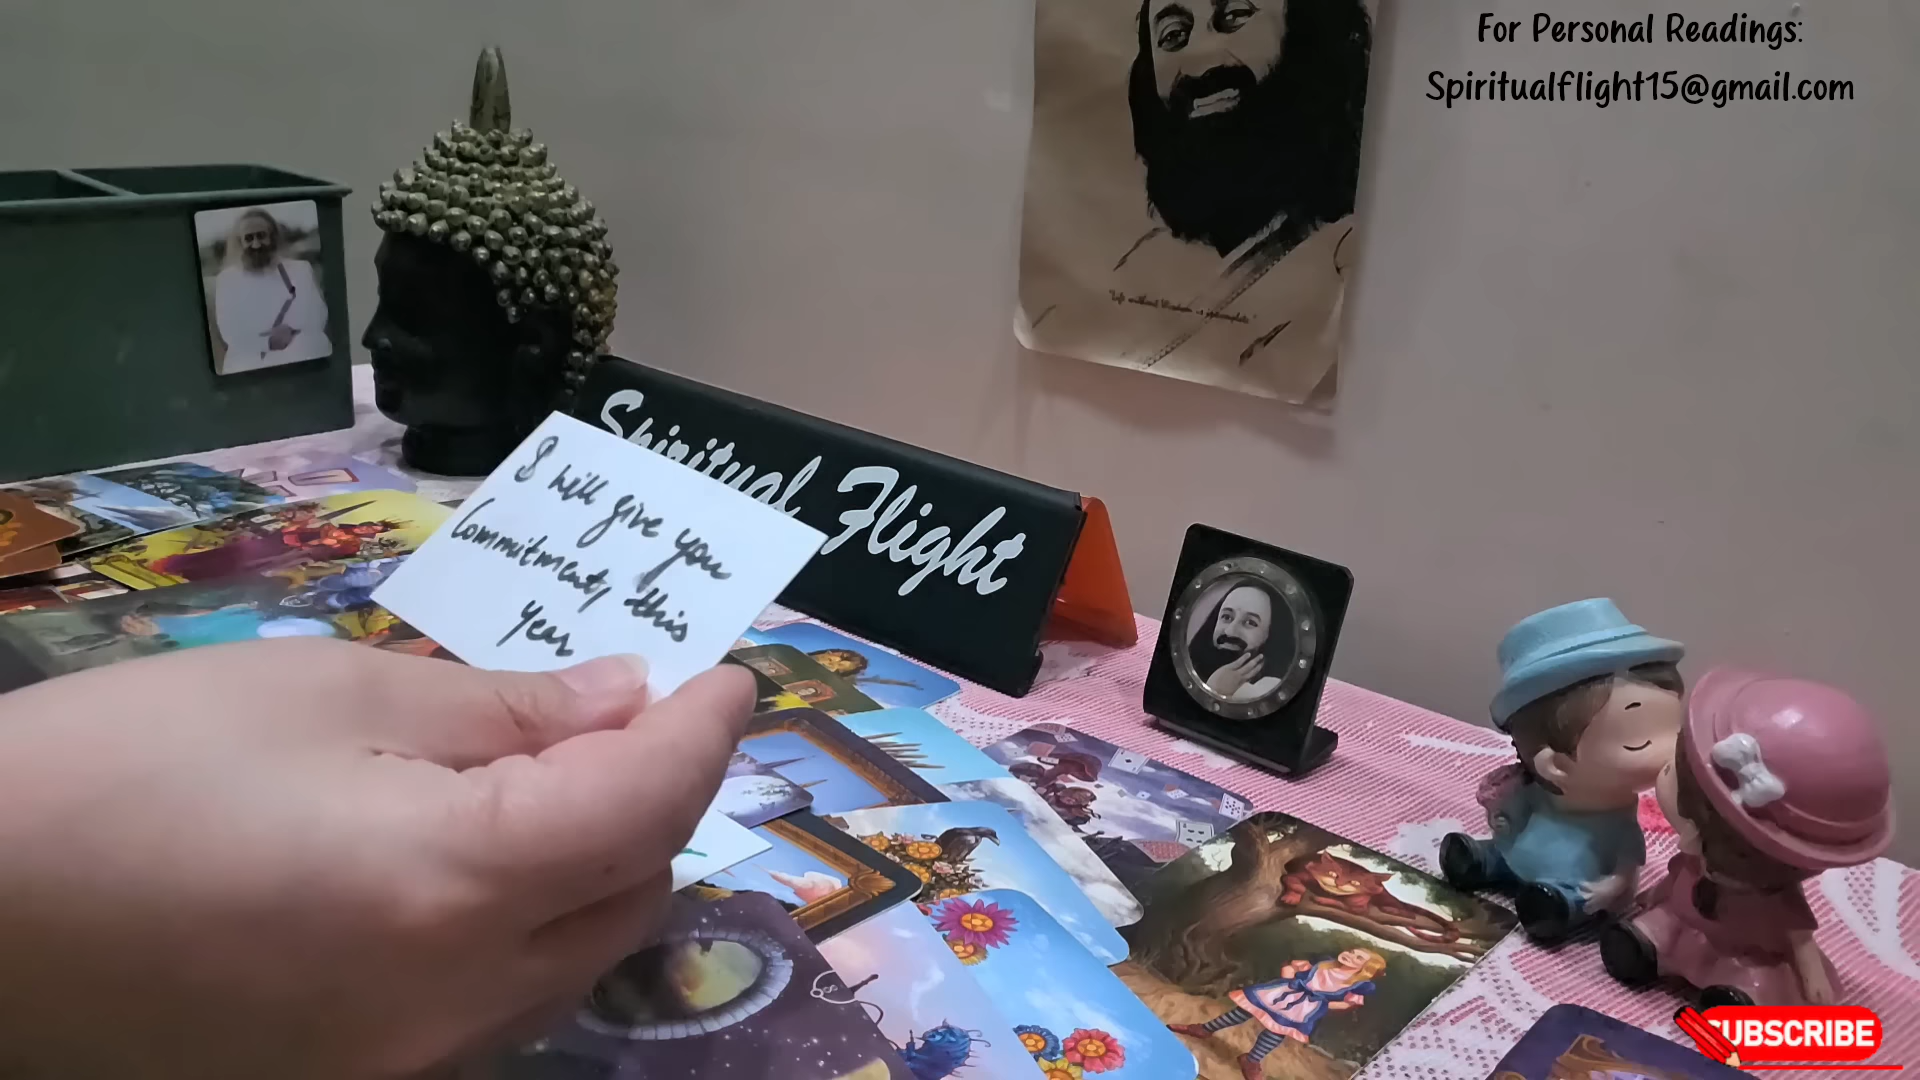 For Personal Readings:
Spiritualflight15@gmail.com
Spiritual Flight
I will give you
Commitment, this
year
SUBSCRIBE